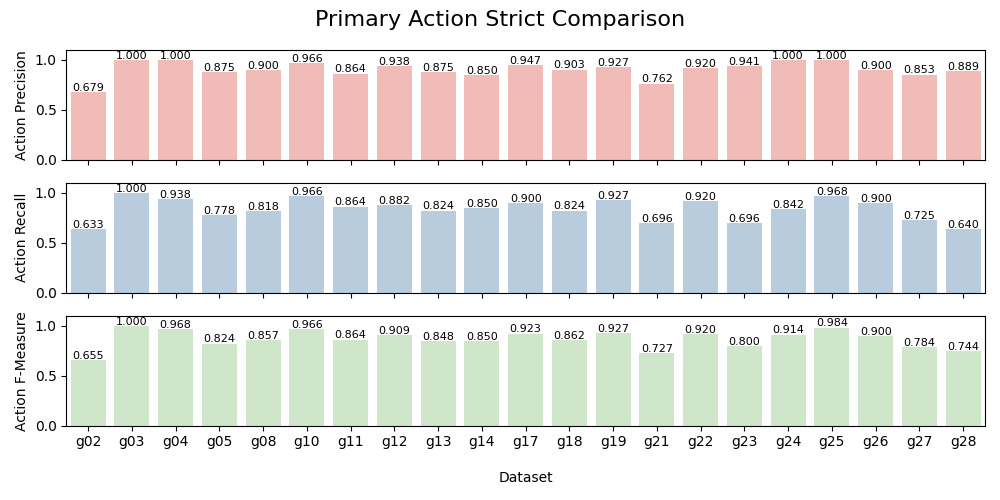 Primary Action Strict Comparison
Action Precision
1.0
0.5
0.0
0.679 1.000 1.000 0.875 0.900 0.966 0.864 0.938 0.875 0.850 0.947 0.903 0.927 0.762 0.920 0.941 1.000 1.000 0.900 0.853 0.889
Action Recall
1.0
0.5
0.0
0.633 1.000 0.938 0.778 0.818 0.966 0.864 0.882 0.824 0.850 0.900 0.824 0.927 0.696 0.920 0.696 0.842 0.968 0.900 0.725 0.640
Action F-Measure
1.0
0.5
0.0
0.655 1.000 0.968 0.824 0.857 0.966 0.864 0.909 0.848 0.850 0.923 0.862 0.927 0.727 0.920 0.800 0.914 0.984 0.900 0.784 0.744
g02 g03 g04 g05 g08 g10 g11 g12 g13 g14 g17 g18 g19 g21 g22 g23 g24 g25 g26 g27 g28
Dataset